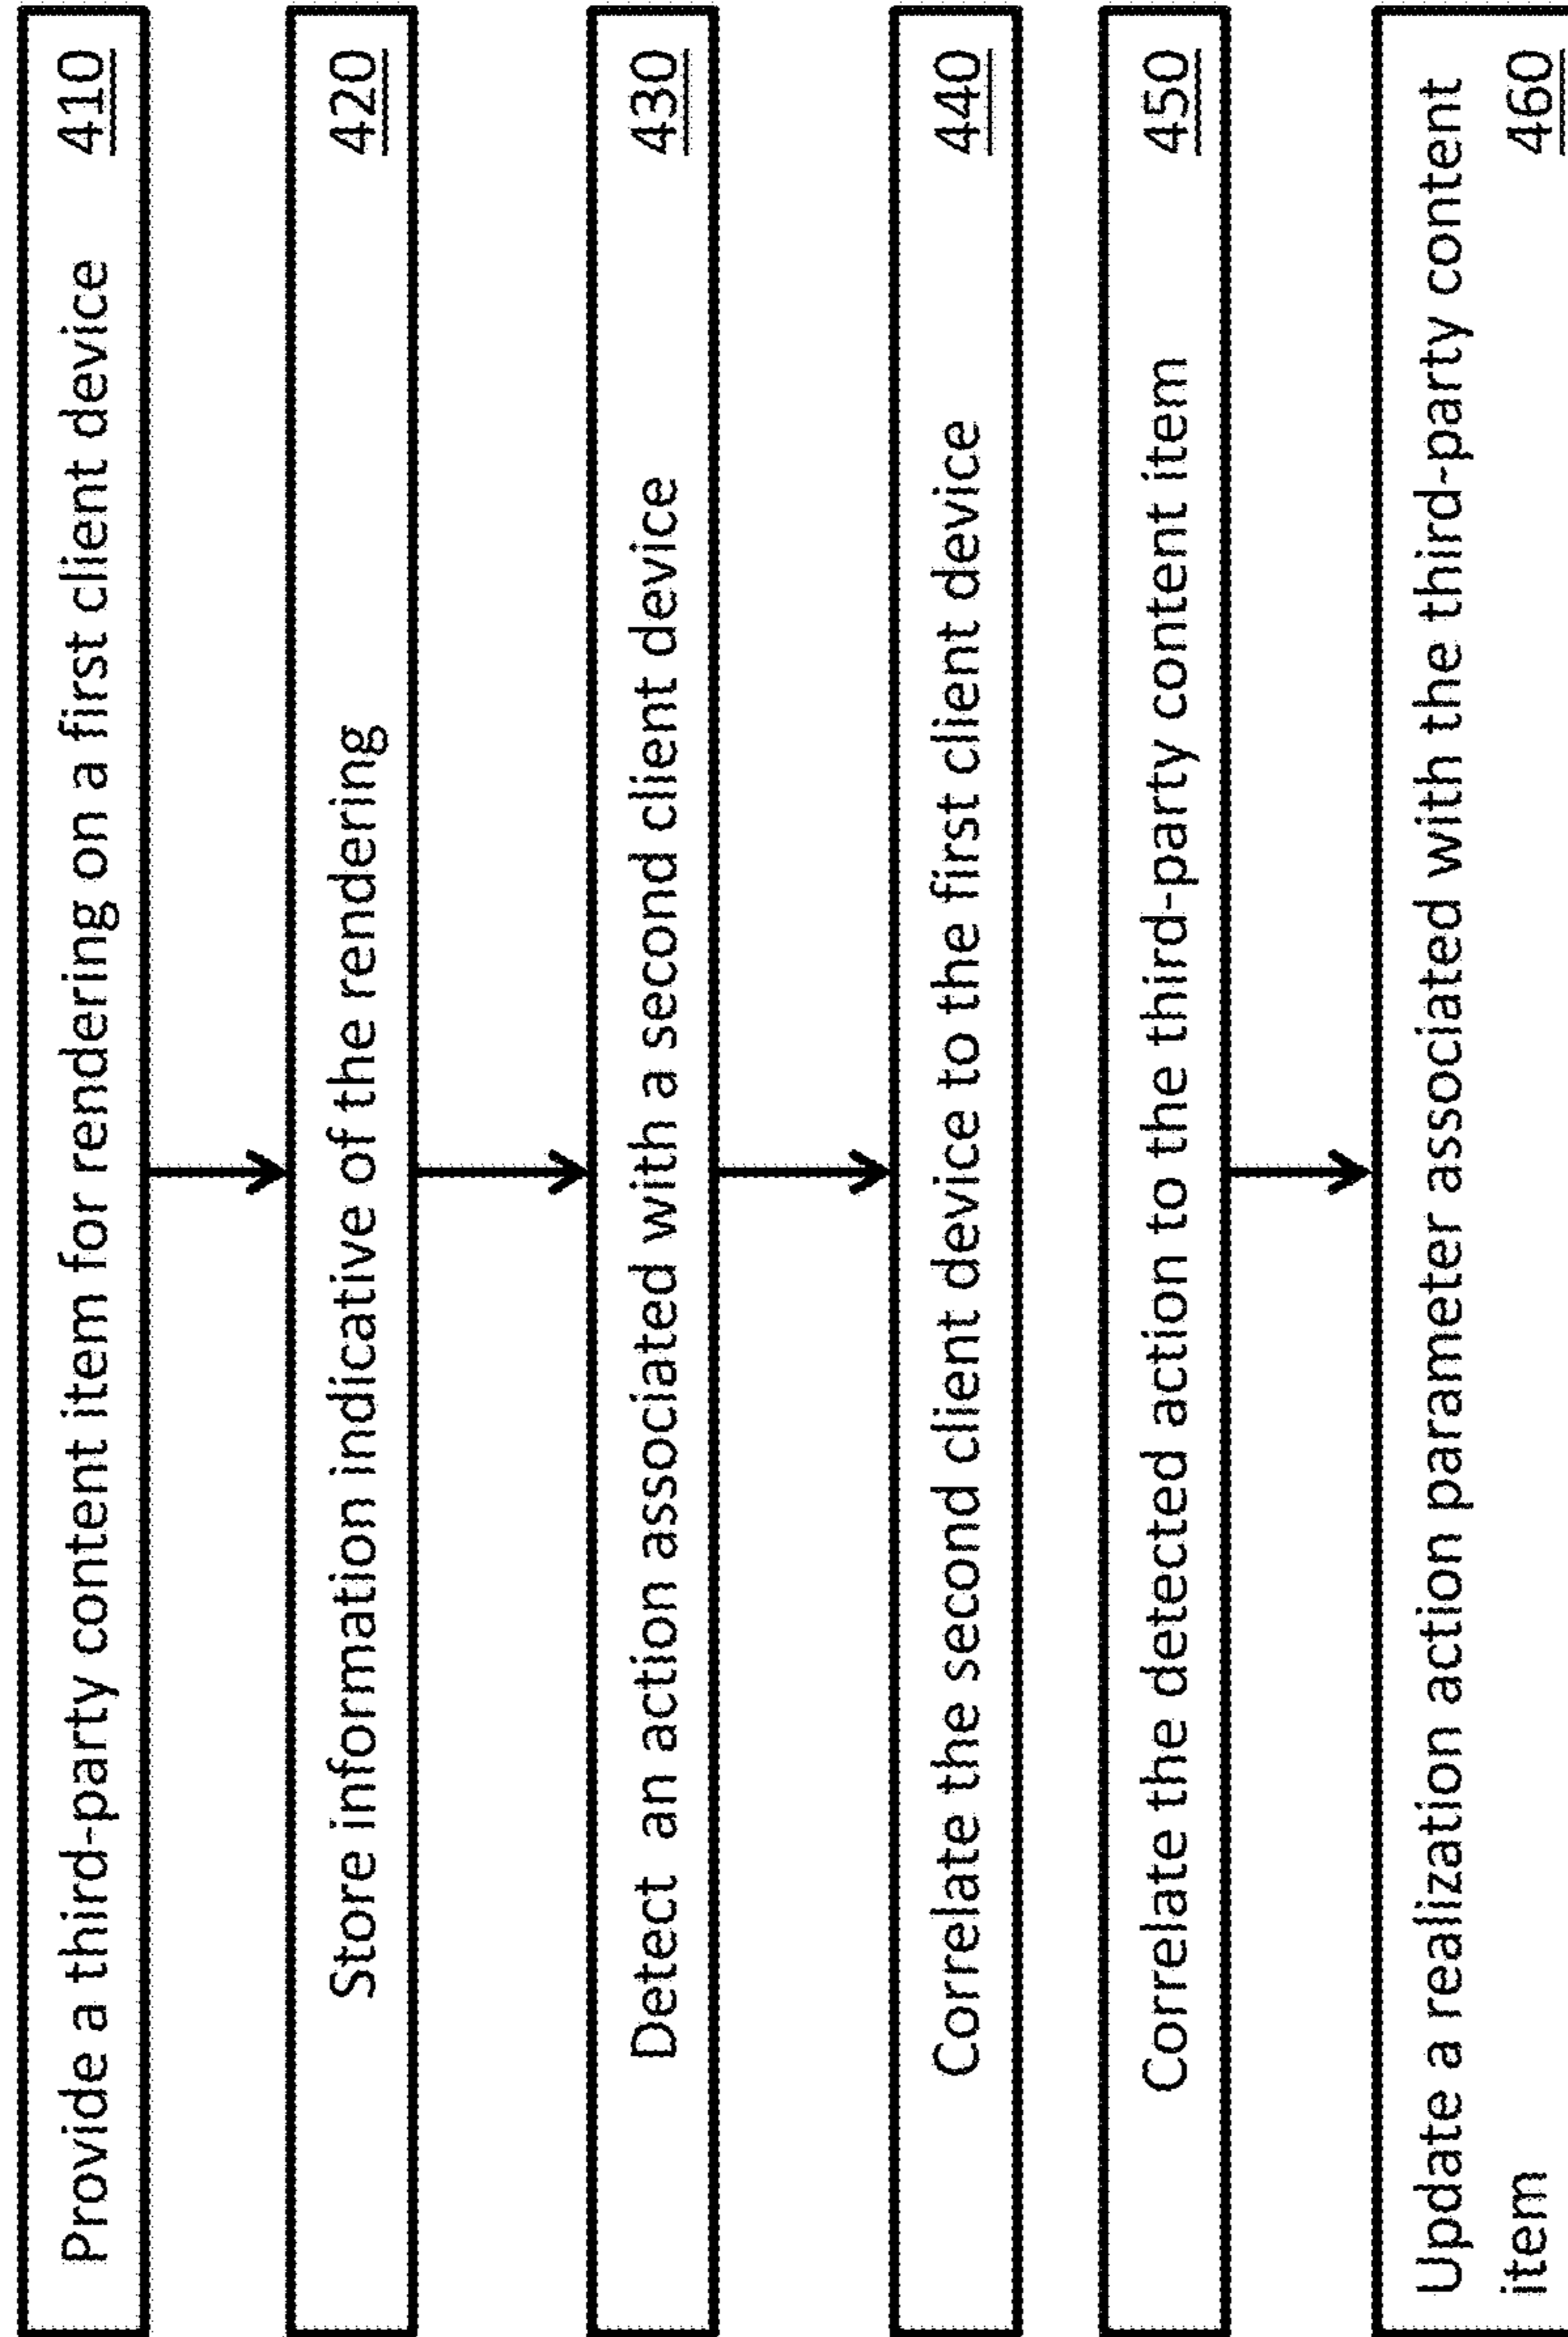 Provide a third-party content item for rendering on a first client device 410
Store information indicative of the rendering 420
Detect an action associated with a second client device 430
Correlate the second client device to the first client device 440
Correlate the detected action to the third-party content item 450
Update a realization action parameter associated with the third-party content
item 460